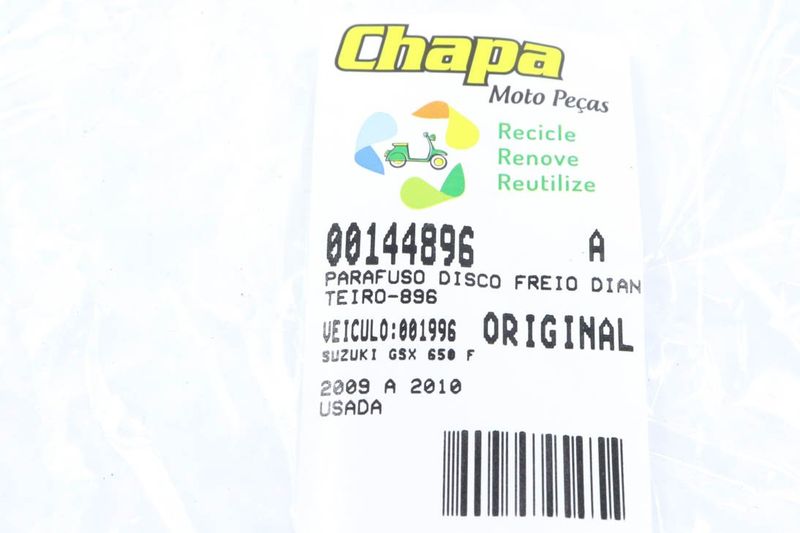 Chapa
Moto Peças
Recicle
Renove
Reutilize
00144896 A
PARAFUSO DISCO FREIO DIAN
TEIRO-896
VEICULO:001996 ORIGINAL
SUZUKI GSX 650 F
2009 A 2010
USADA